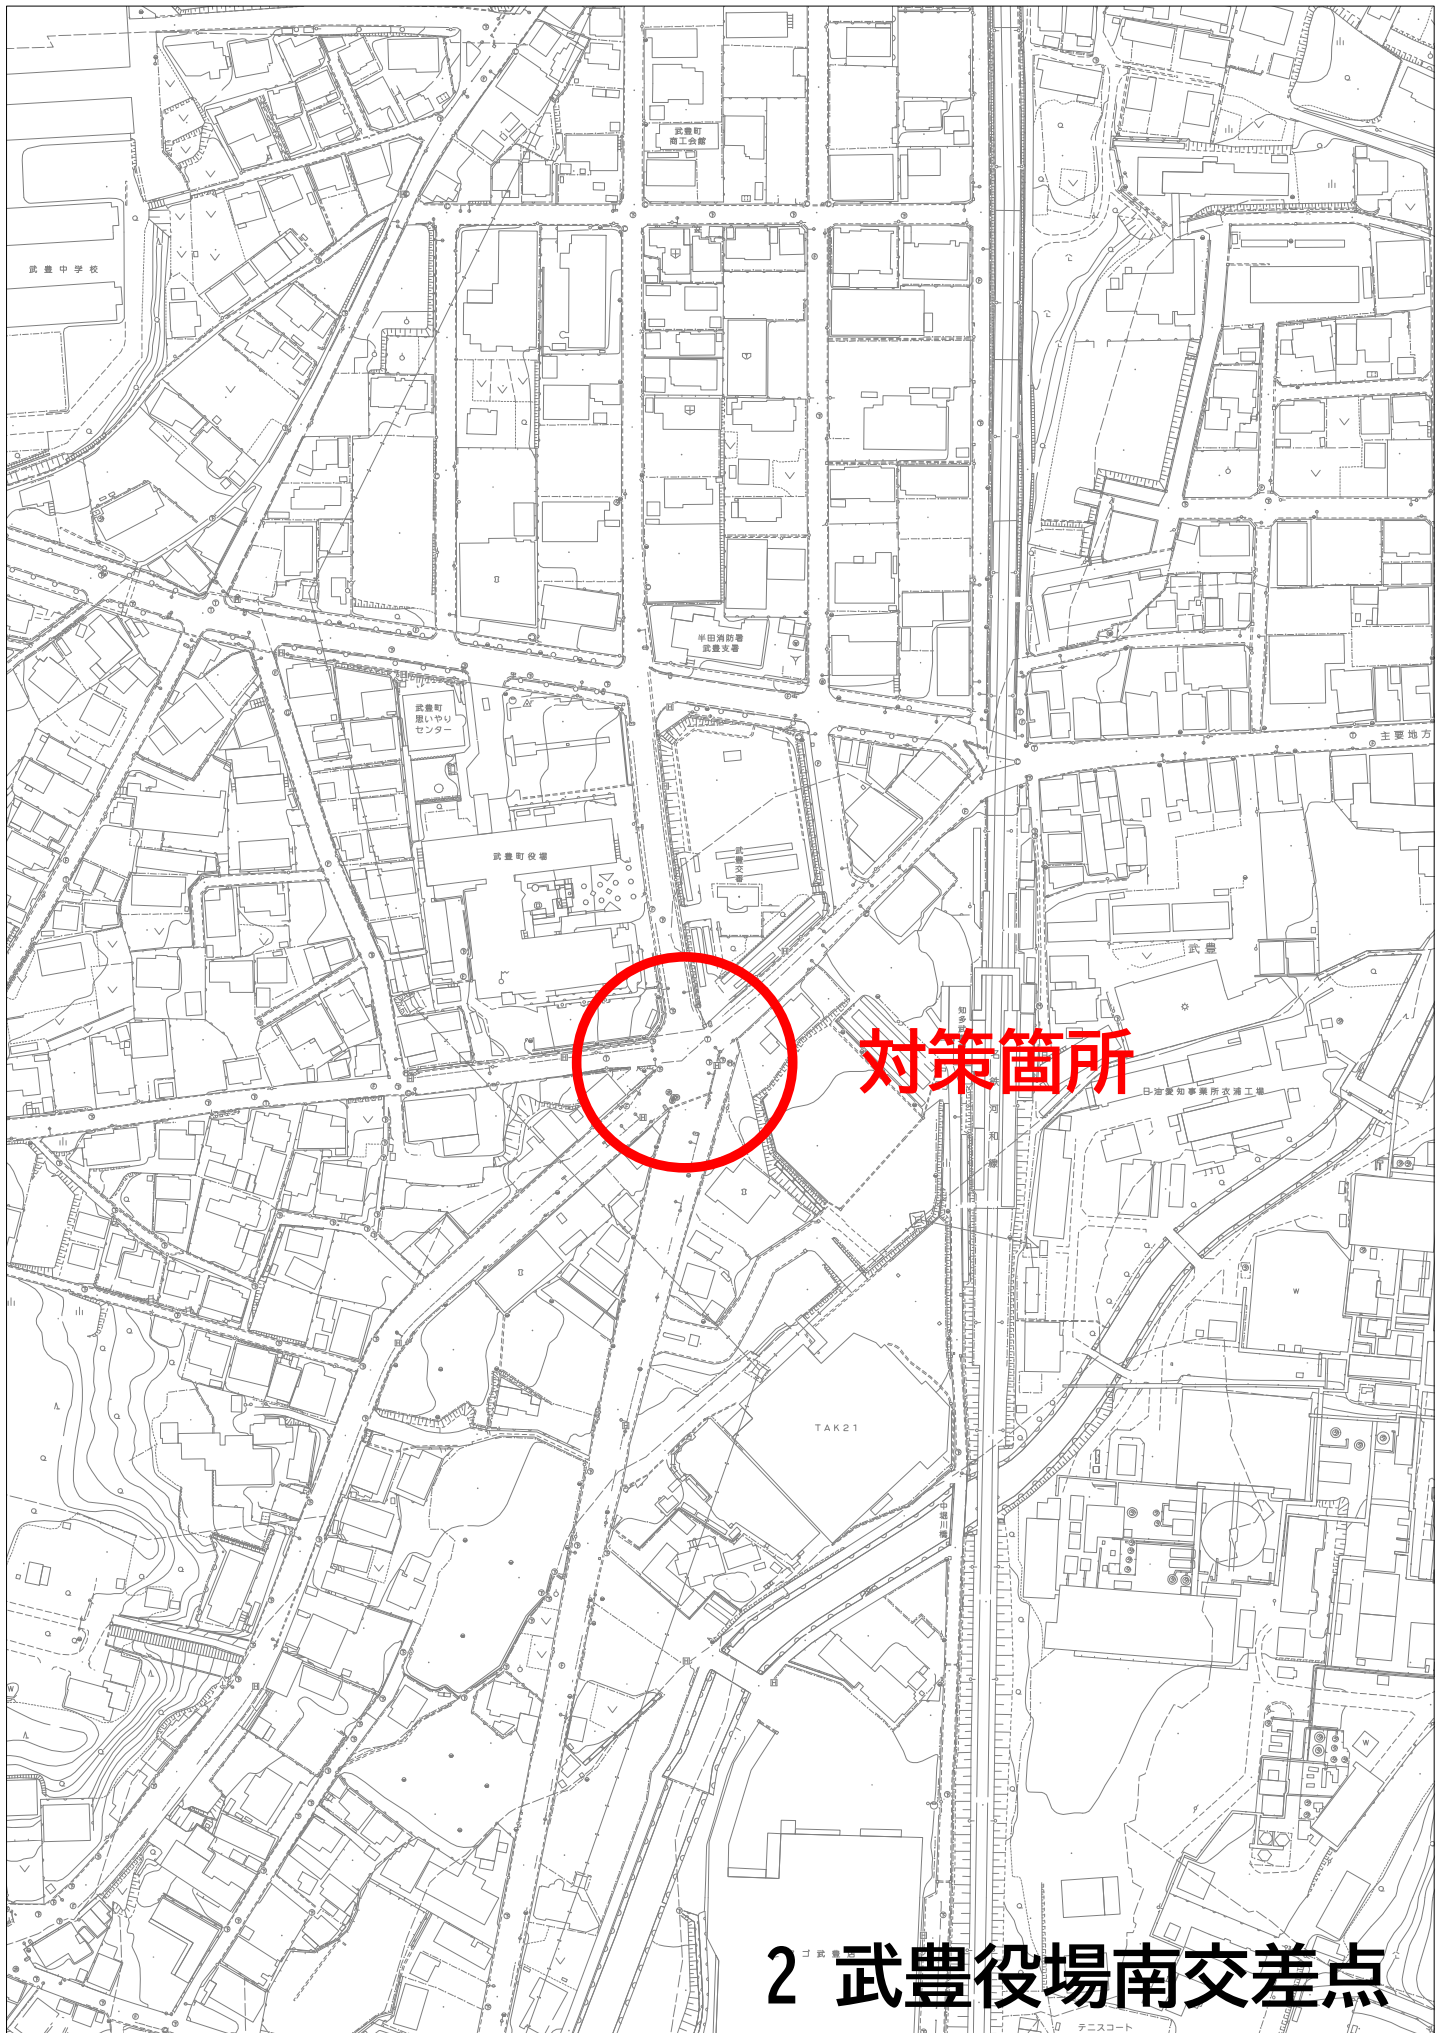 武豊町
商工会館
武豊中学校
半田消防署
武豊支署
武豊町
思いやり
センター
主要地方
武豊町役場
武豊交番
武豊
対策箇所
河和線
日油愛知事業所衣浦工場
TAK21
中堀川橋
2 武豊役場南交差点
テニスコート